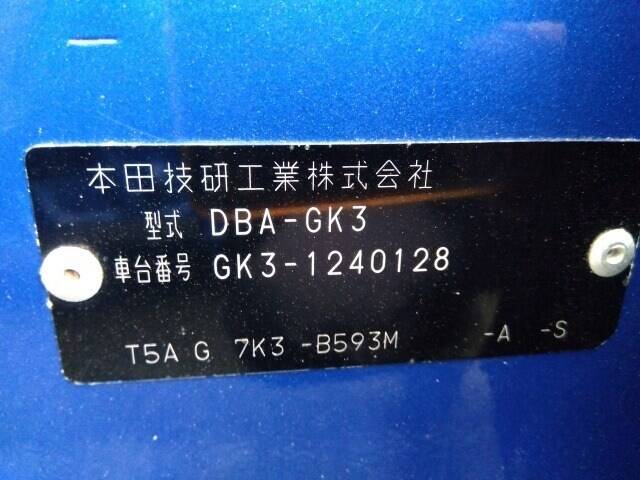 本田技研工業株式会社
型式 DBA-GK3
車台番号 GK3-1240128
T5A G 7K3 -B593M -A -S